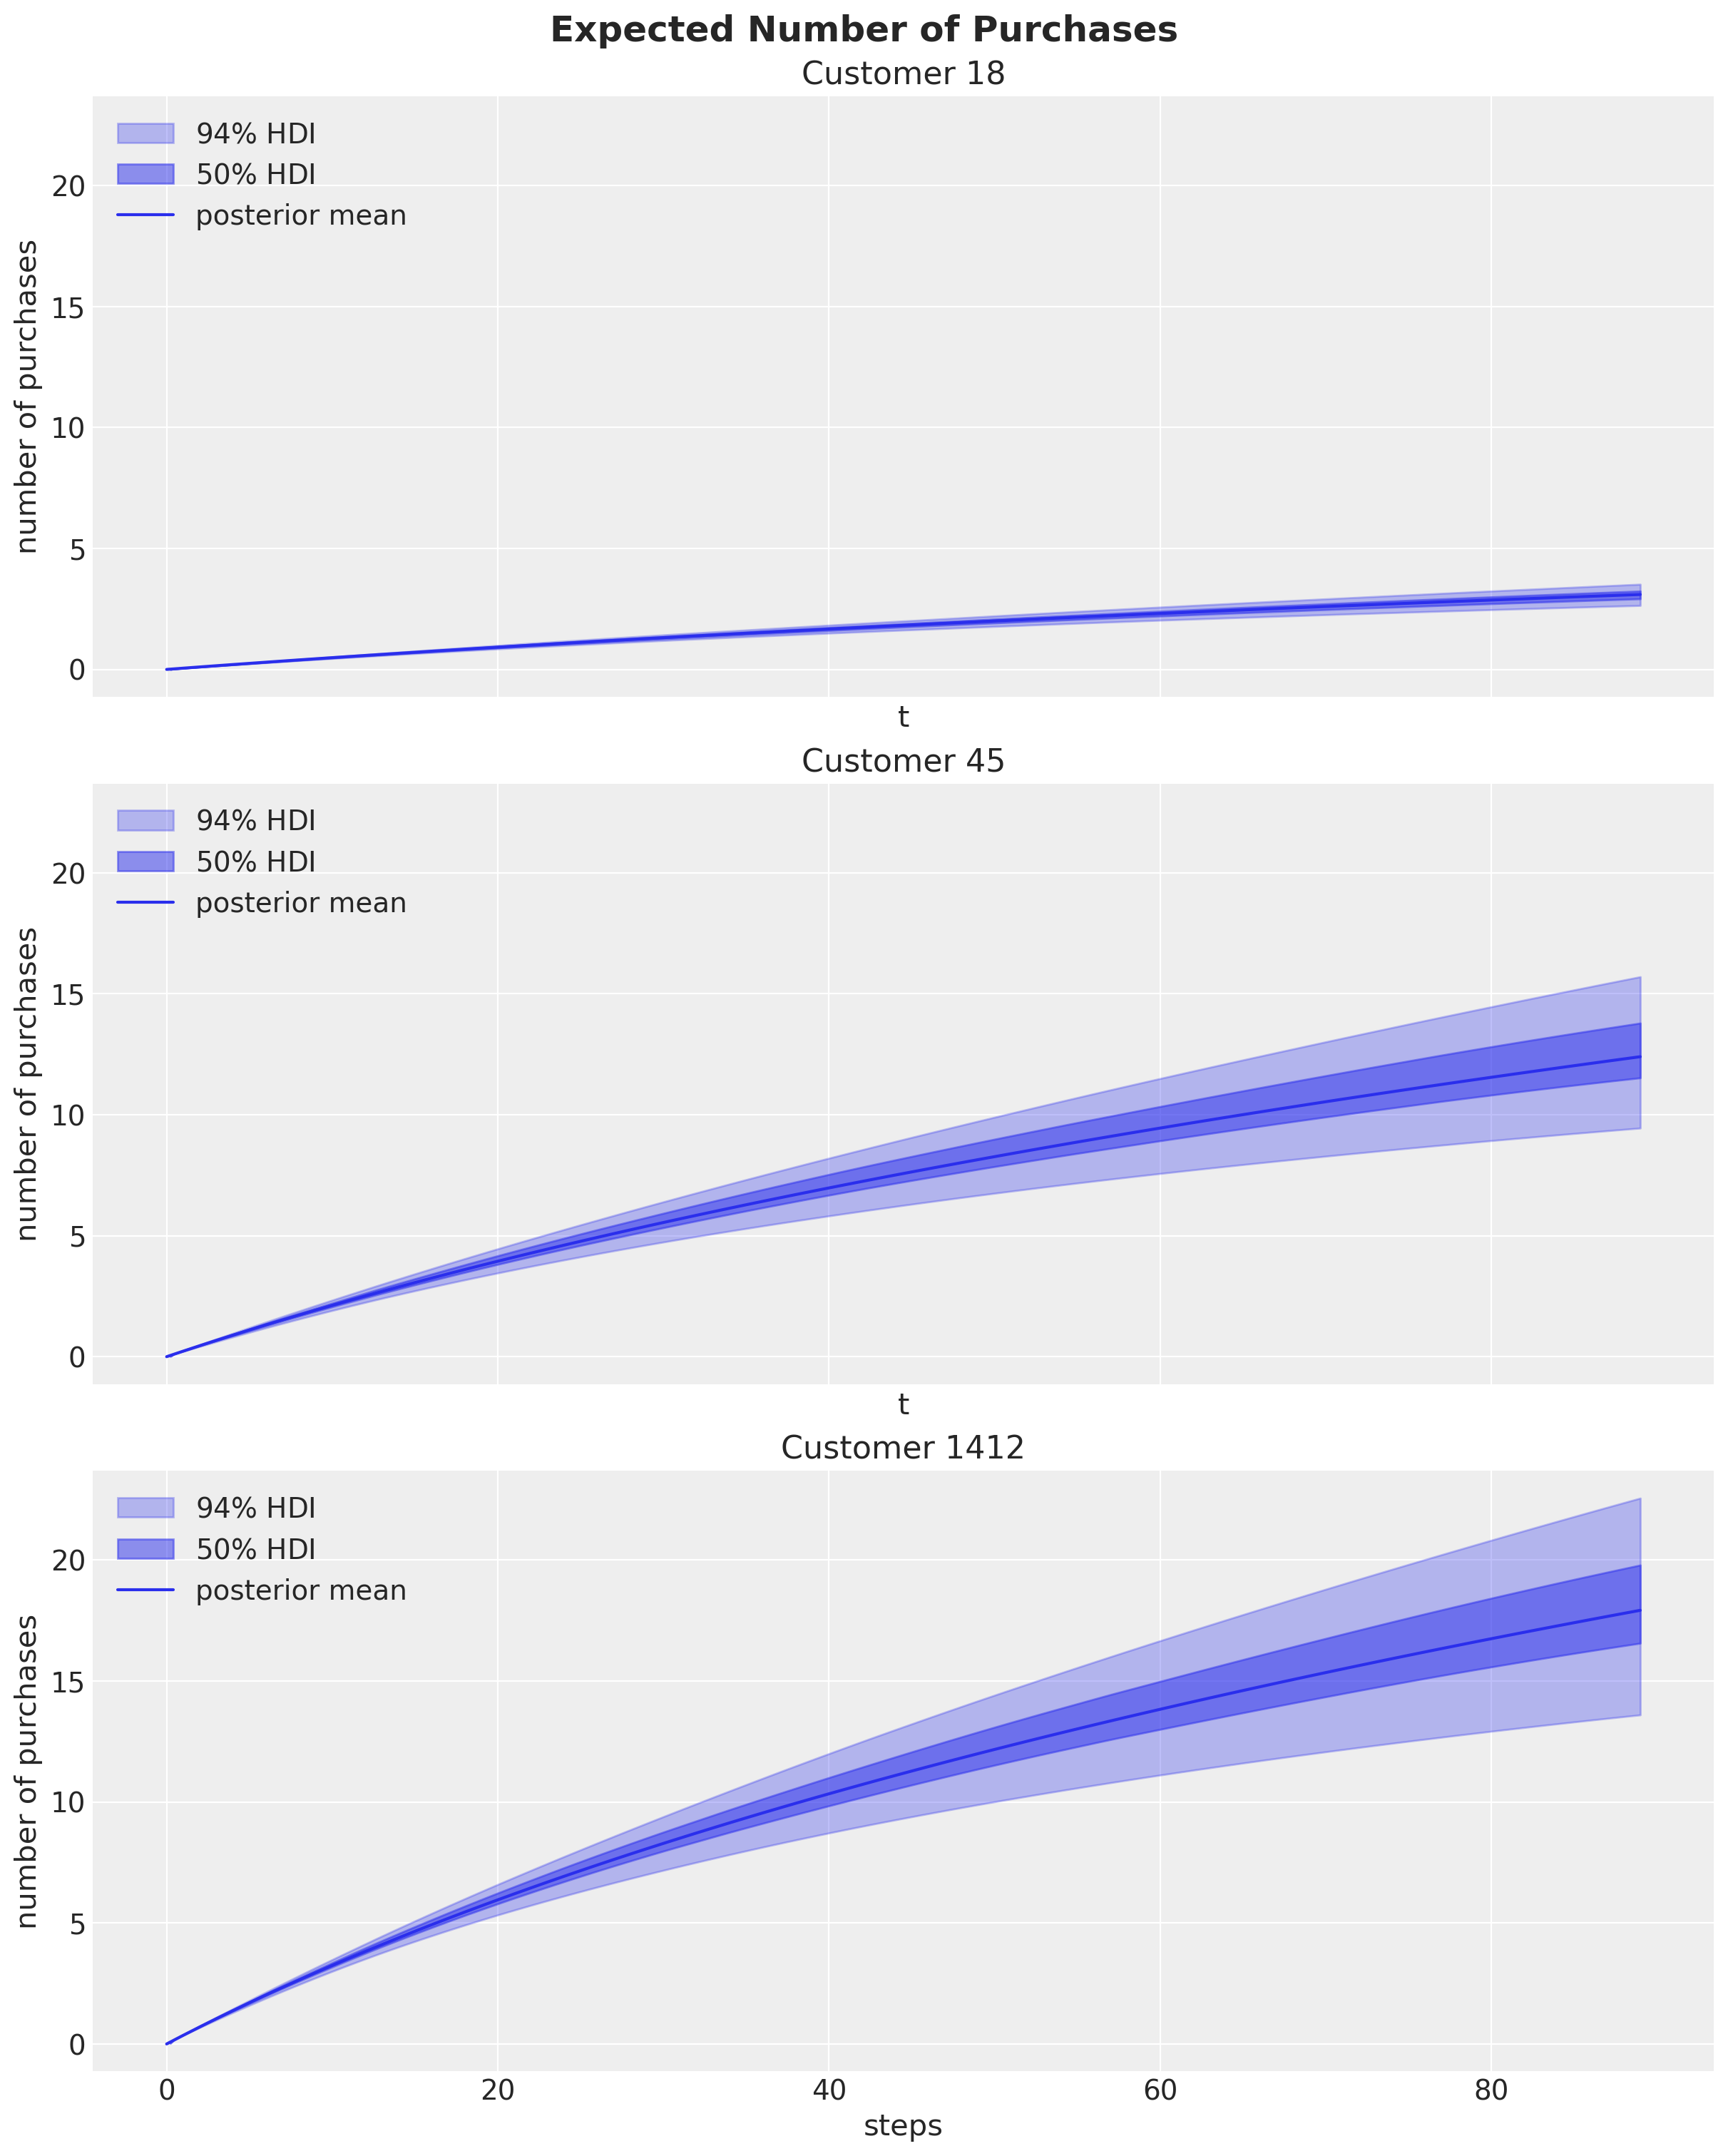 Expected Number of Purchases
Customer 18
94% HDI
50% HDI
posterior mean
number of purchases
20
15
10
5
0
t
Customer 45
94% HDI
50% HDI
posterior mean
number of purchases
20
15
10
5
0
t
Customer 1412
94% HDI
50% HDI
posterior mean
number of purchases
20
15
10
5
0
0 20 40 60 80
steps